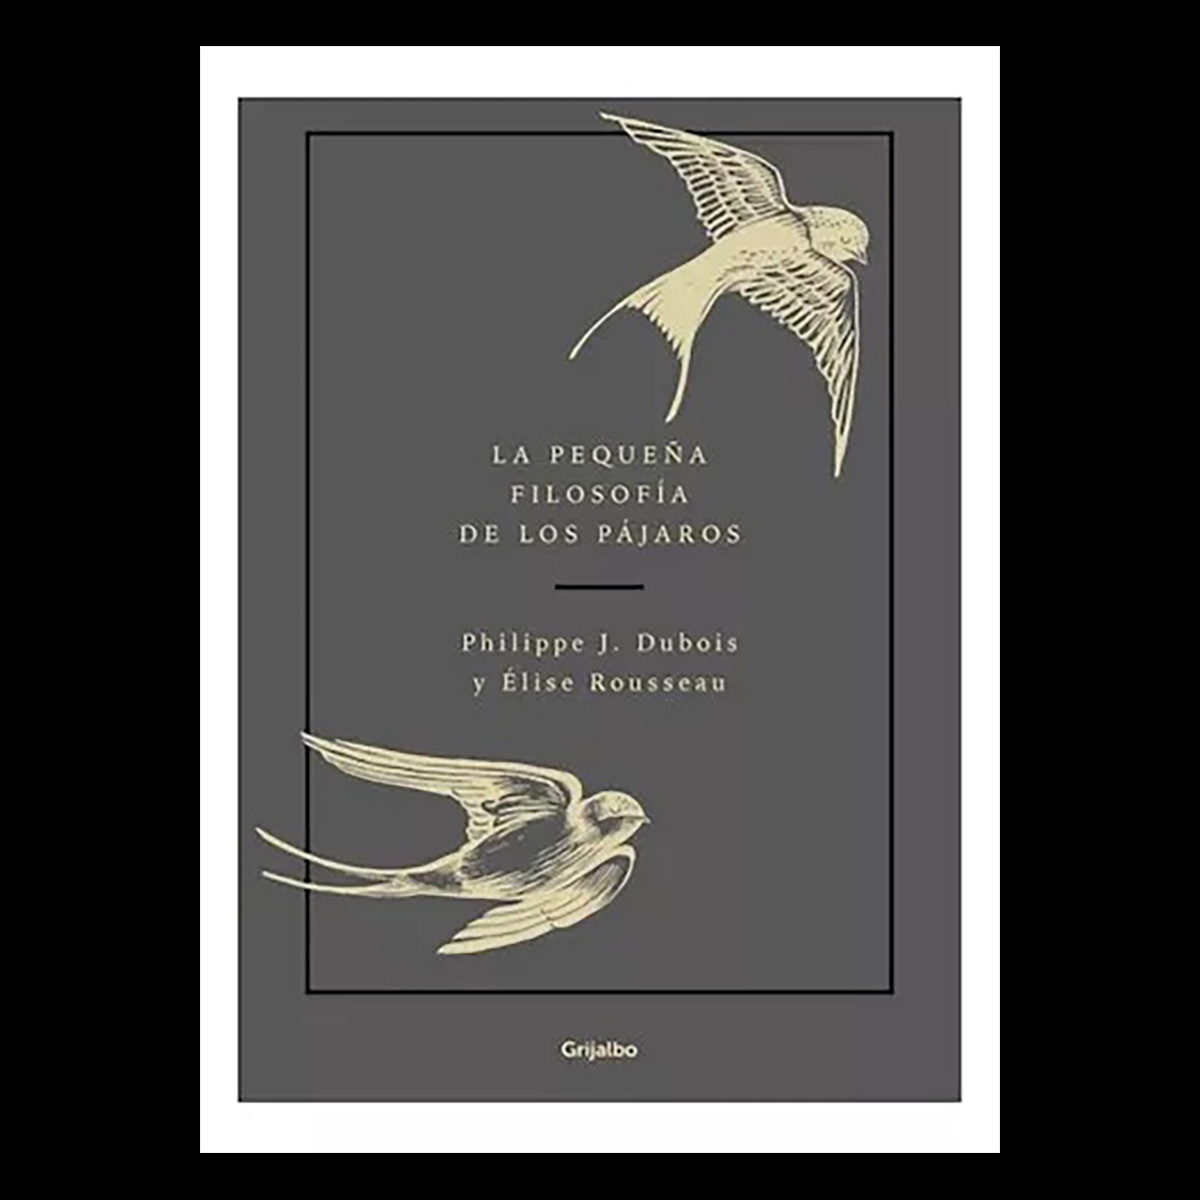 LA PEQUEÑA
FILOSOFÍA
DE LOS PÁJAROS
Philippe J. Dubois
y Élise Rousseau
Grijalbo